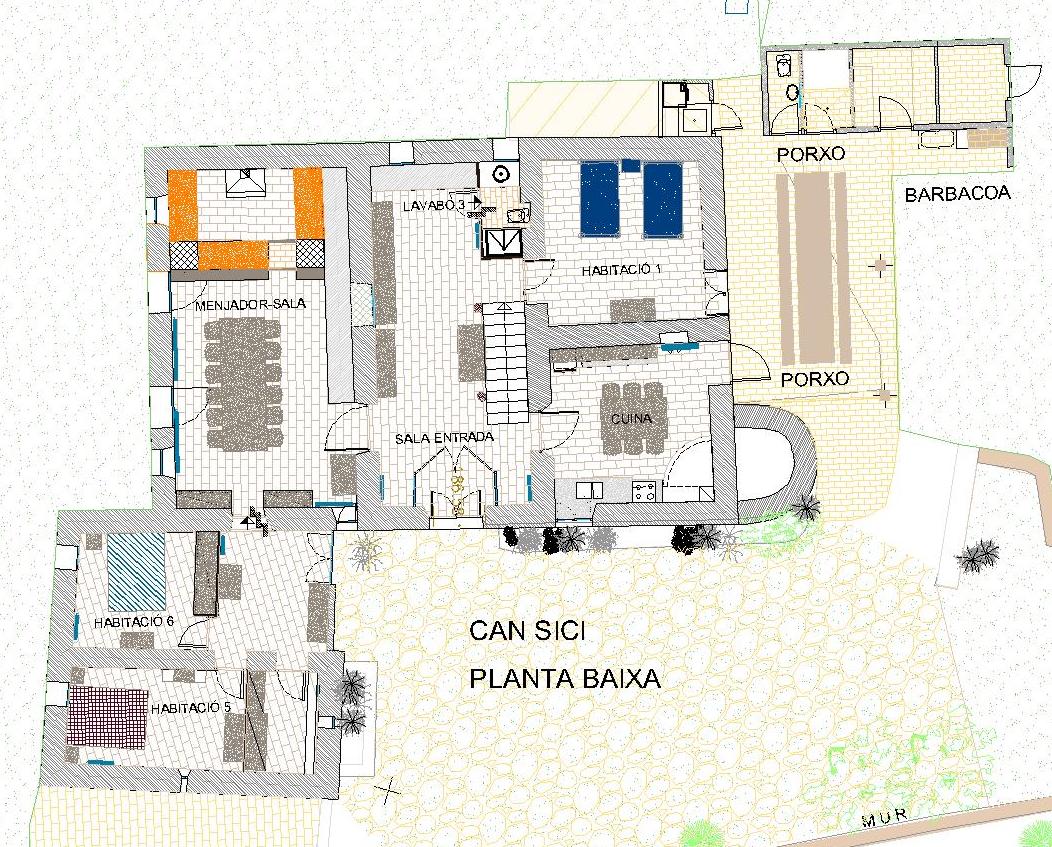 PORXO
BARBACOA
LAVABO 3
HABITACIÓ 1
MENJADOR-SALA
PORXO
CUINA
SALA ENTRADA
HABITACIÓ 6
CAN SICI
PLANTA BAIXA
HABITACIÓ 5
MUR